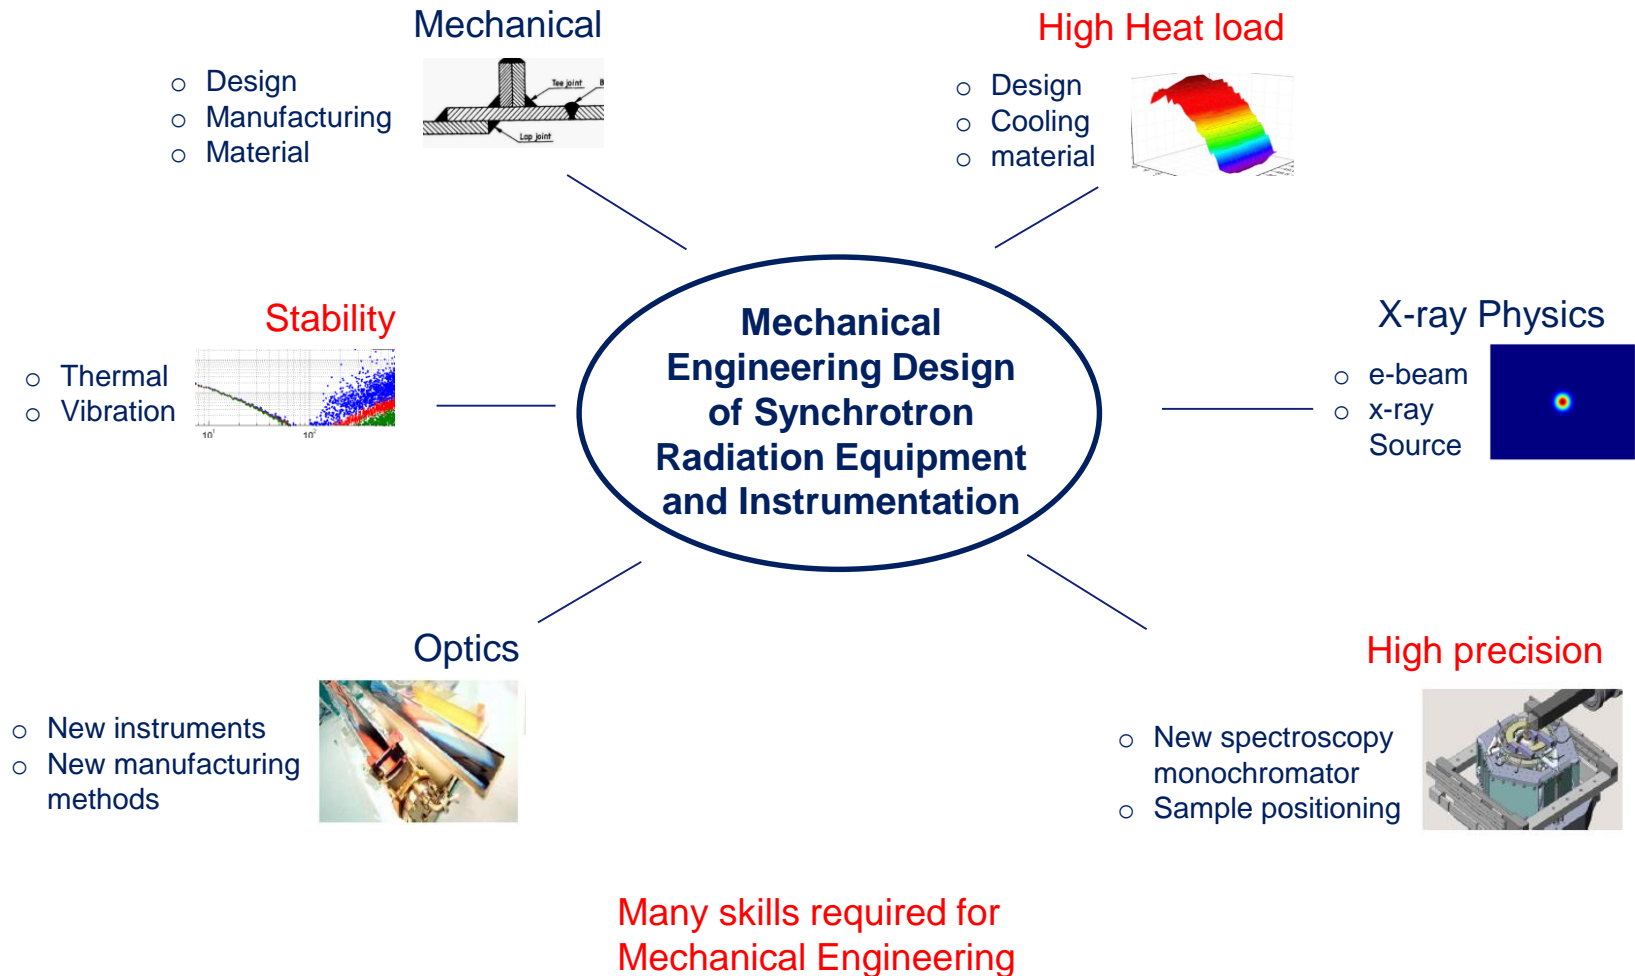 Mechanical
○ Design
○ Manufacturing
○ Material
Tee joint
B
Lap joint
High Heat load
○ Design
○ Cooling
○ material
Stability
○ Thermal
○ Vibration
10¹
10²
Mechanical
Engineering Design
of Synchrotron
Radiation Equipment
and Instrumentation
X-ray Physics
○ e-beam
○ x-ray
Source
Optics
○ New instruments
○ New manufacturing
methods
High precision
○ New spectroscopy
monochromator
○ Sample positioning
Many skills required for
Mechanical Engineering